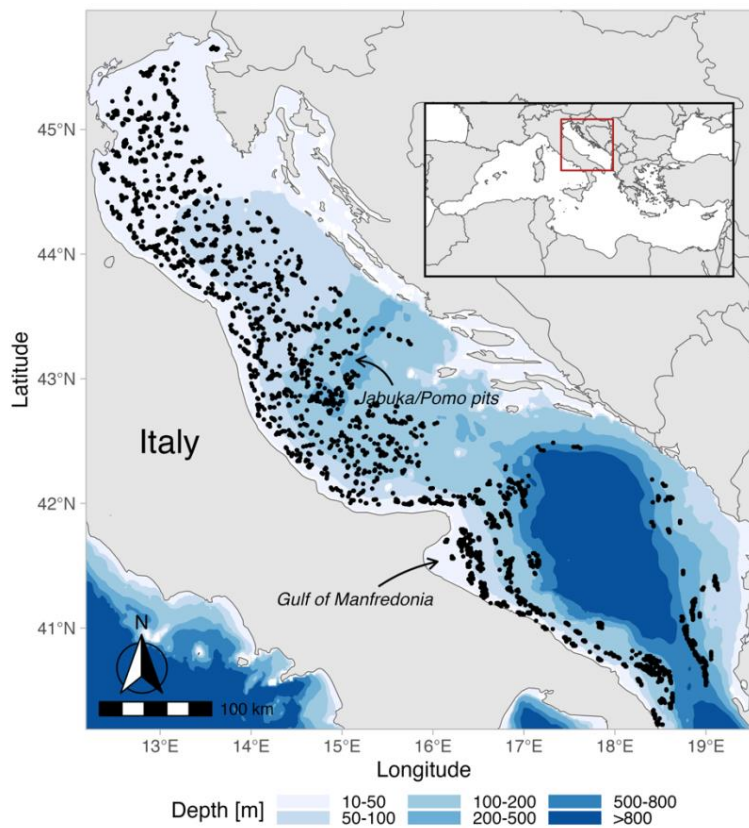 45°N
44°N
43°N
42°N
41°N
Latitude
Italy
Jabuka/Pomo pits
Gulf of Manfredonia
N
100 km
13°E 14°E 15°E 16°E 17°E 18°E 19°E
Longitude
Depth [m]
10-50 100-200 500-800
50-100 200-500 >800